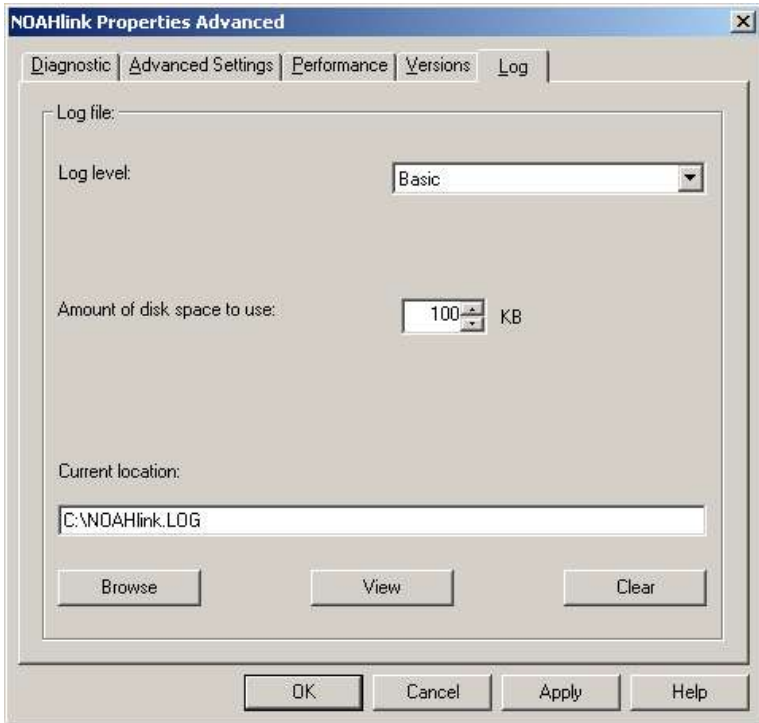 NOAHlink Properties Advanced
Diagnostic Advanced Settings Performance Versions Log
Log file:
Log level: Basic
Amount of disk space to use: 100 KB
Current location:
C:\NOAHlink.LOG
Browse View Clear
OK Cancel Apply Help